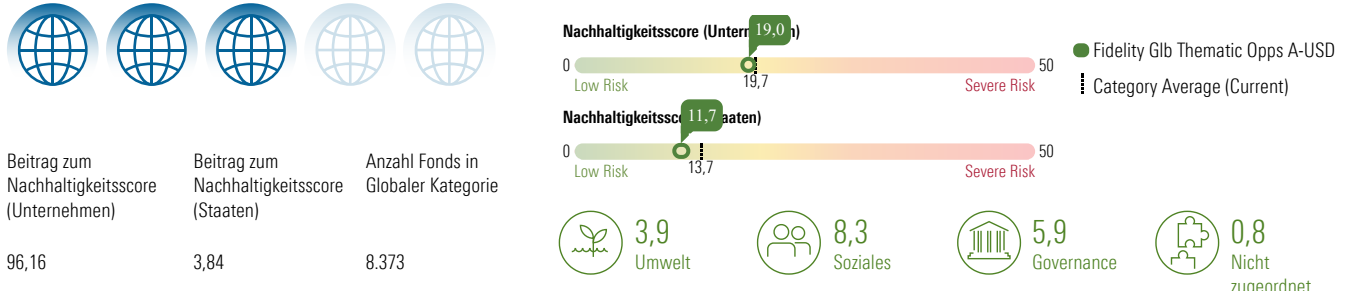 Beitrag zum
Nachhaltigkeitsscore
(Unternehmen)
96,16
Beitrag zum
Nachhaltigkeitsscore
(Staaten)
3,84
Anzahl Fonds in
Globaler Kategorie
8.373
Nachhaltigkeitsscore (Untern
n)
19,0
0
50
19,7
Low Risk
Severe Risk
Nachhaltigkeitssc
aaten)
11,7
0
50
13,7
Low Risk
Severe Risk
Fidelity Glb Thematic Opps A-USD
Category Average (Current)
3,9
Umwelt
8,3
Soziales
5,9
Governance
0,8
Nicht
zugeordnet